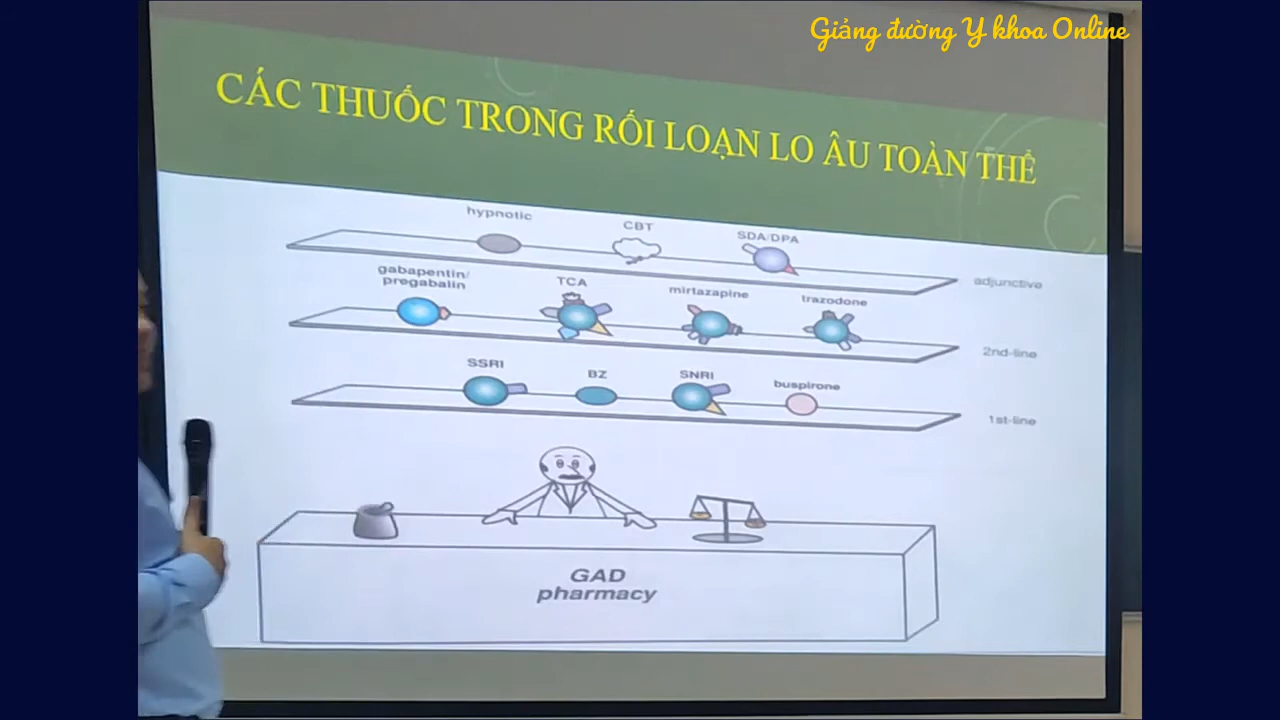 Giảng đường Y khoa Online
CÁC THUỐC TRONG RỐI LOẠN LO ÂU TOÀN THỂ
hypnotic
CBT
SDA/DPA
adjunctive
gabapentin/
pregabalin
TCA
mirtazapine
trazodone
2nd-line
SSRI
BZ
SNRI
buspirone
1st-line
GAD
pharmacy